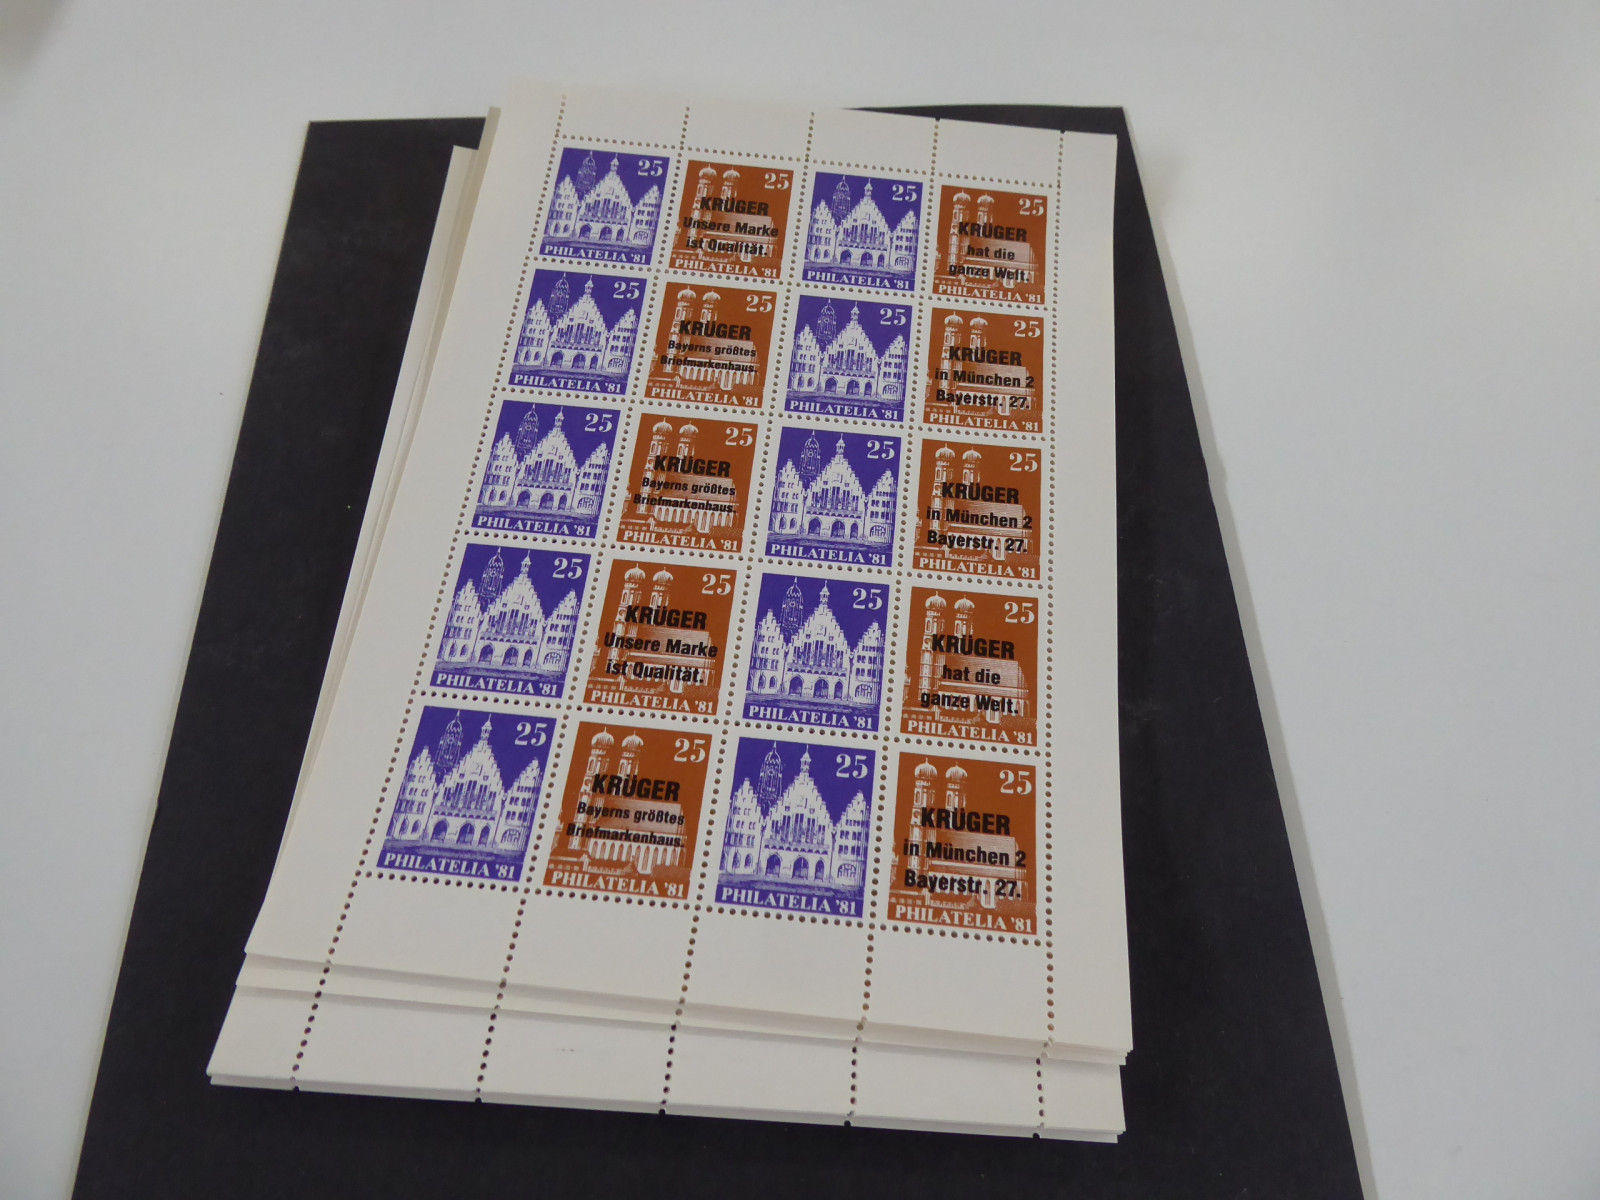 25
PHILATELIA '81
25
KRÜGER
Unsere Marke
ist Qualität.
PHILATELIA '81
25
PHILATELIA '81
25
KRÜGER
hat die
ganze Welt.
PHILATELIA '81
25
PHILATELIA '81
25
KRÜGER
Bayerns größtes
Briefmarkenhaus.
PHILATELIA '81
25
PHILATELIA '81
25
KRÜGER
in München 2
Bayerstr. 27.
PHILATELIA '81
25
PHILATELIA '81
25
KRÜGER
Bayerns größtes
Briefmarkenhaus.
PHILATELIA '81
25
PHILATELIA '81
25
KRÜGER
in München 2
Bayerstr. 27.
PHILATELIA '81
25
PHILATELIA '81
25
KRÜGER
Unsere Marke
ist Qualität.
PHILATELIA '81
25
PHILATELIA '81
25
KRÜGER
hat die
ganze Welt.
PHILATELIA '81
25
PHILATELIA '81
25
KRÜGER
Bayerns größtes
Briefmarkenhaus.
PHILATELIA '81
25
PHILATELIA '81
25
KRÜGER
in München 2
Bayerstr. 27.
PHILATELIA '81